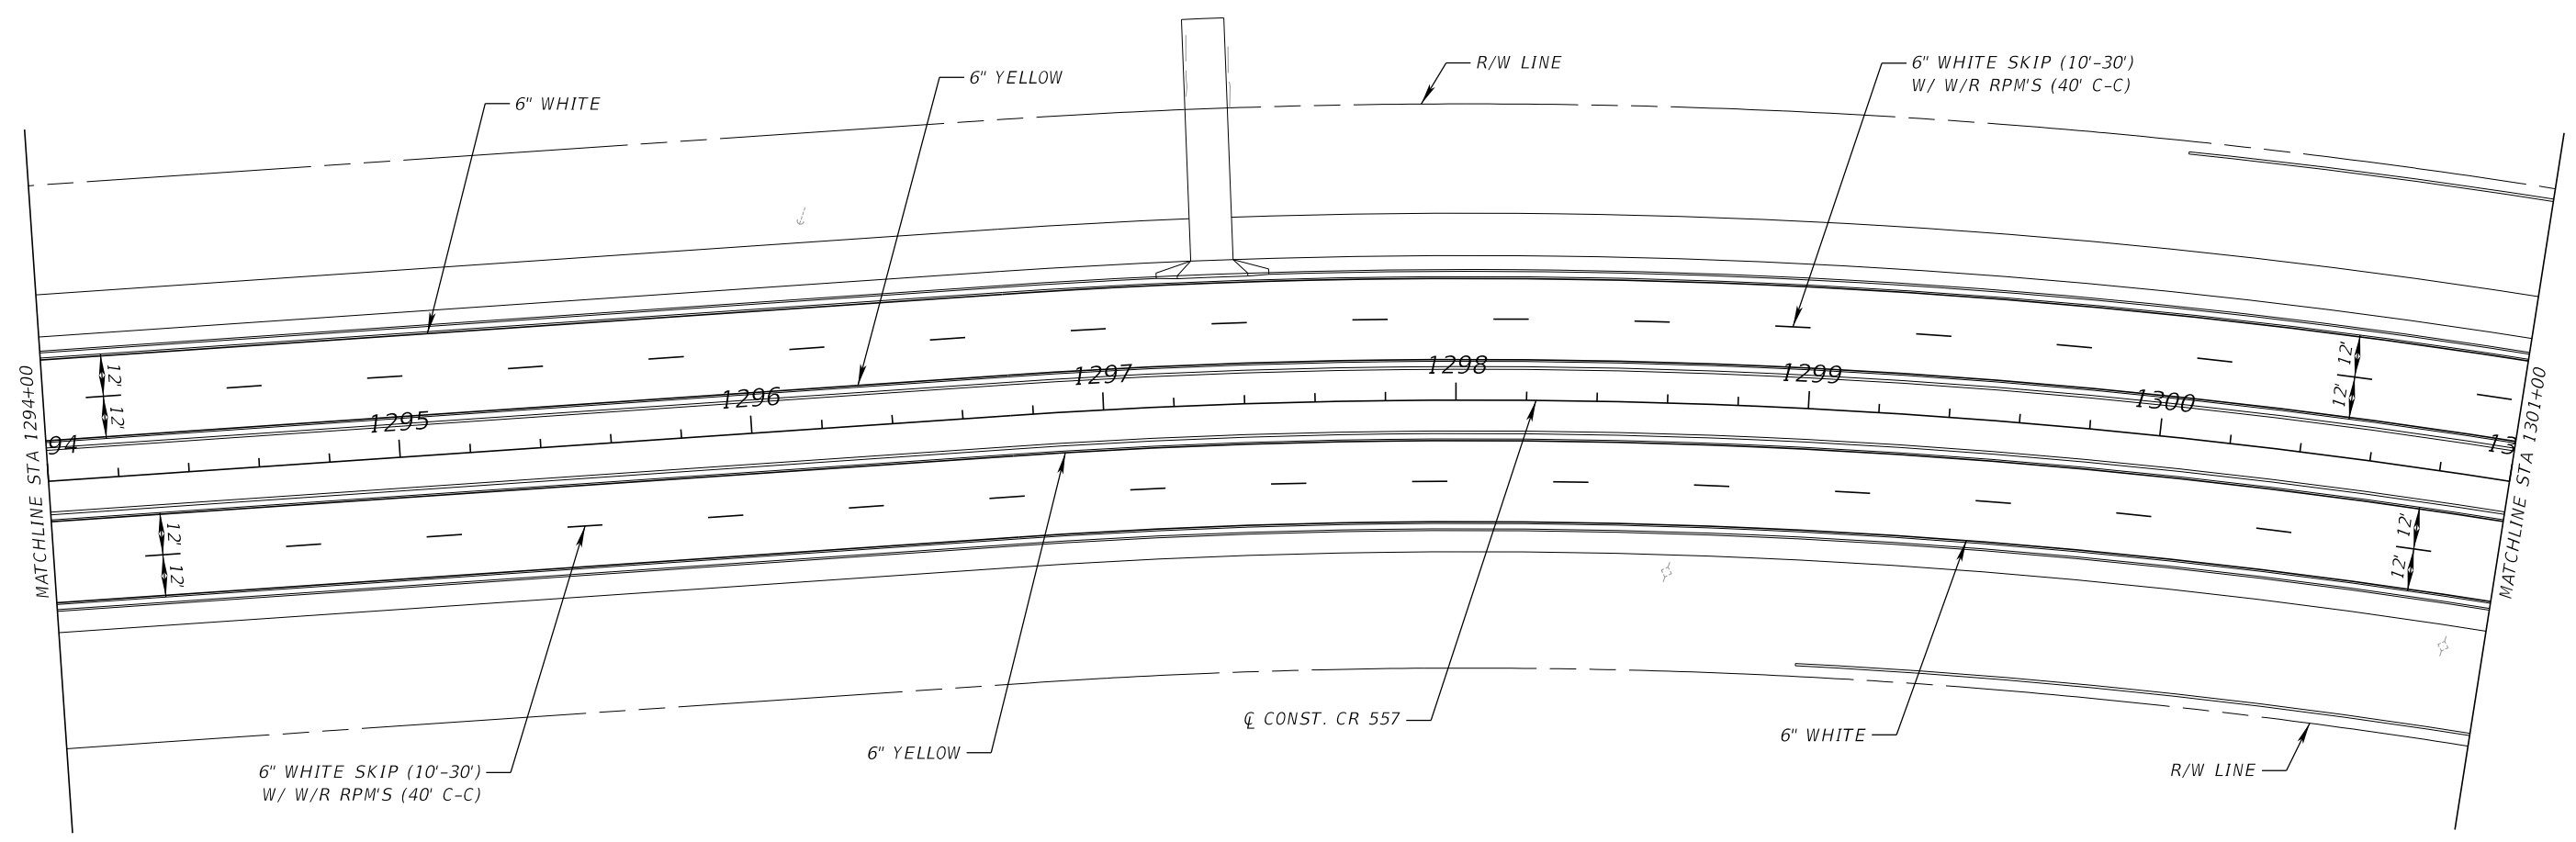 R/W LINE
6" WHITE SKIP (10'-30')
W/ W/R RPM'S (40' C-C)
6" YELLOW
6" WHITE
12'
12'
12'
12'
1298
1297
1299
1296
1300
1295
94
13
MATCHLINE STA 1294+00
MATCHLINE STA 1301+00
12'
12'
12'
12'
℄ CONST. CR 557
6" WHITE
6" YELLOW
R/W LINE
6" WHITE SKIP (10'-30')
W/ W/R RPM'S (40' C-C)